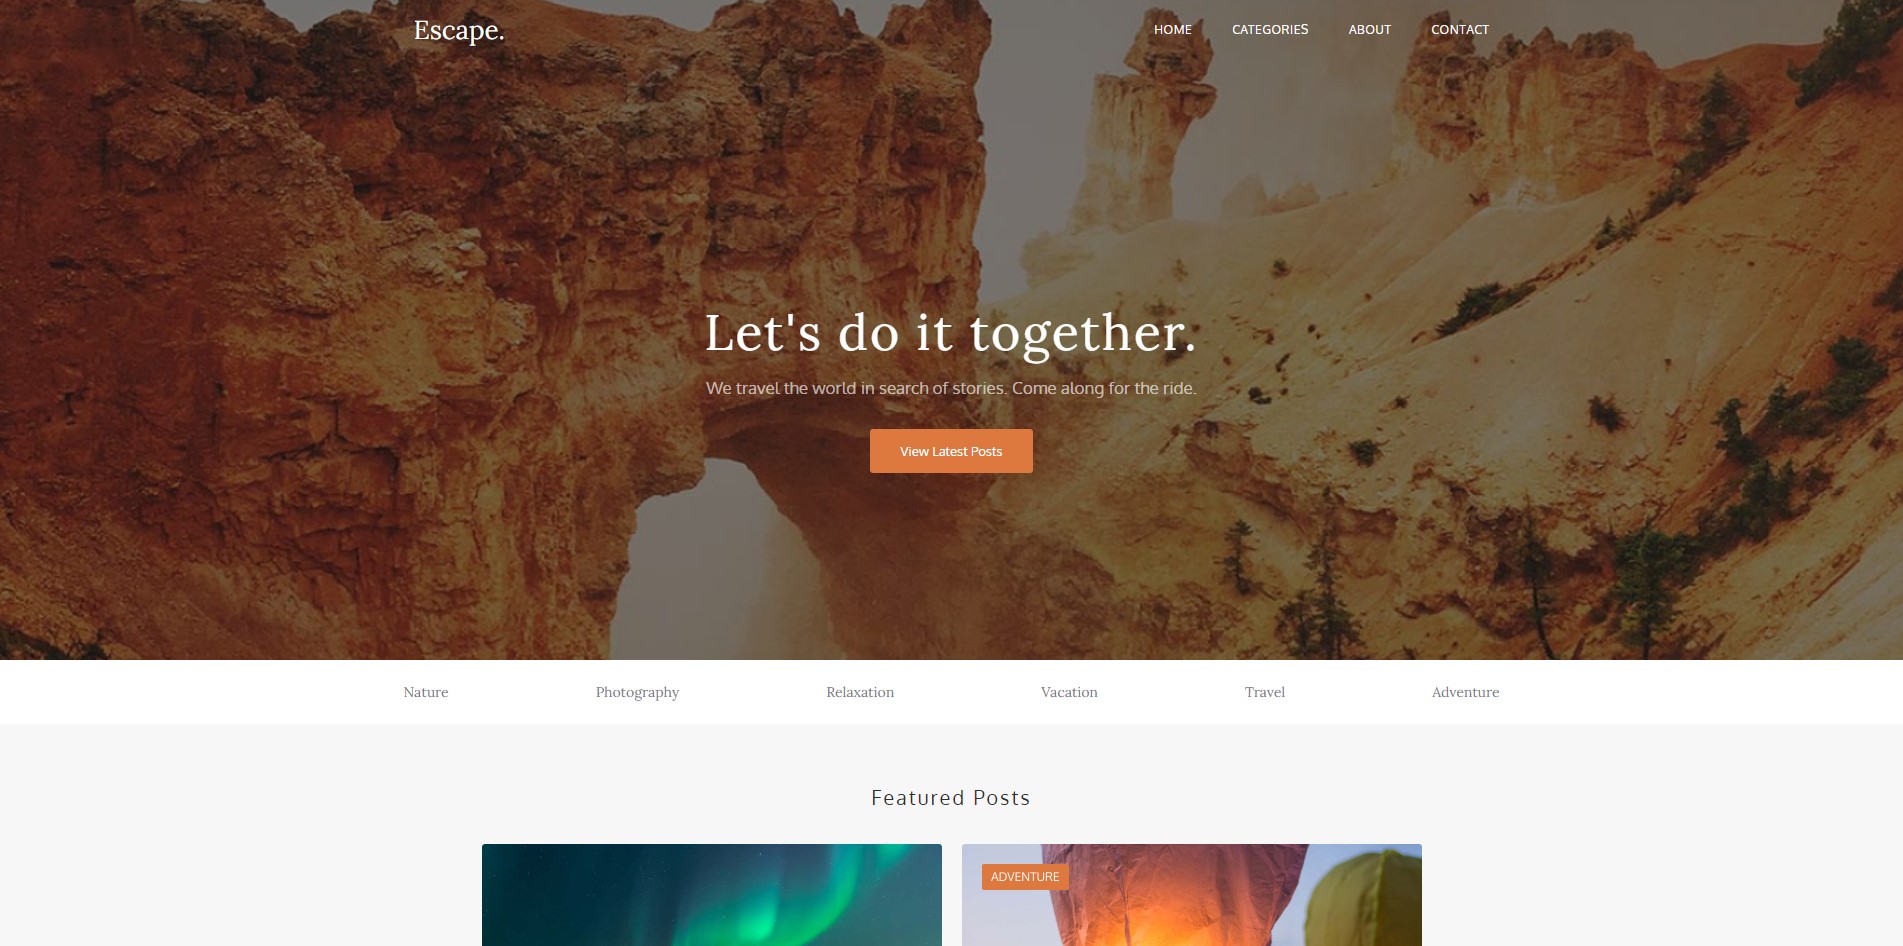 Escape.
HOME CATEGORIES ABOUT CONTACT
Let's do it together.
We travel the world in search of stories. Come along for the ride.
View Latest Posts
Nature Photography Relaxation Vacation Travel Adventure
Featured Posts
ADVENTURE